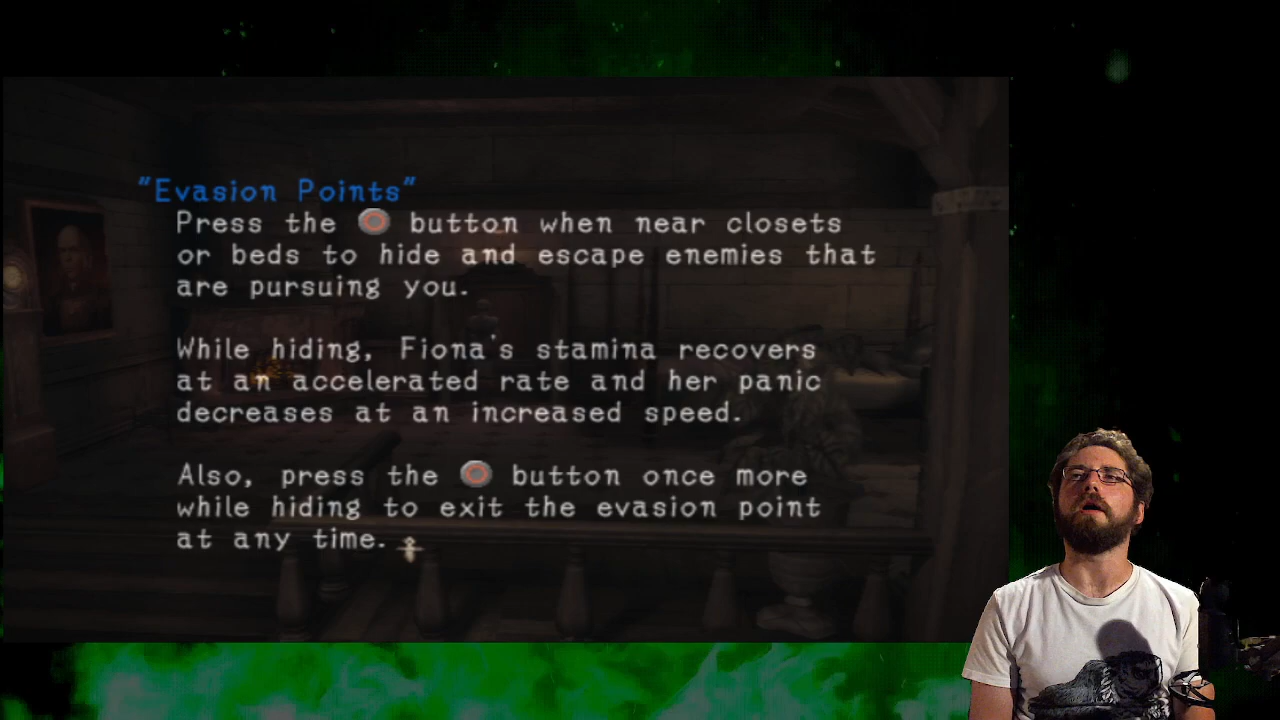 "Evasion Points"
Press the button when near closets
or beds to hide and escape enemies that
are pursuing you.
While hiding, Fiona's stamina recovers
at an accelerated rate and her panic
decreases at an increased speed.
Also, press the button once more
while hiding to exit the evasion point
at any time.